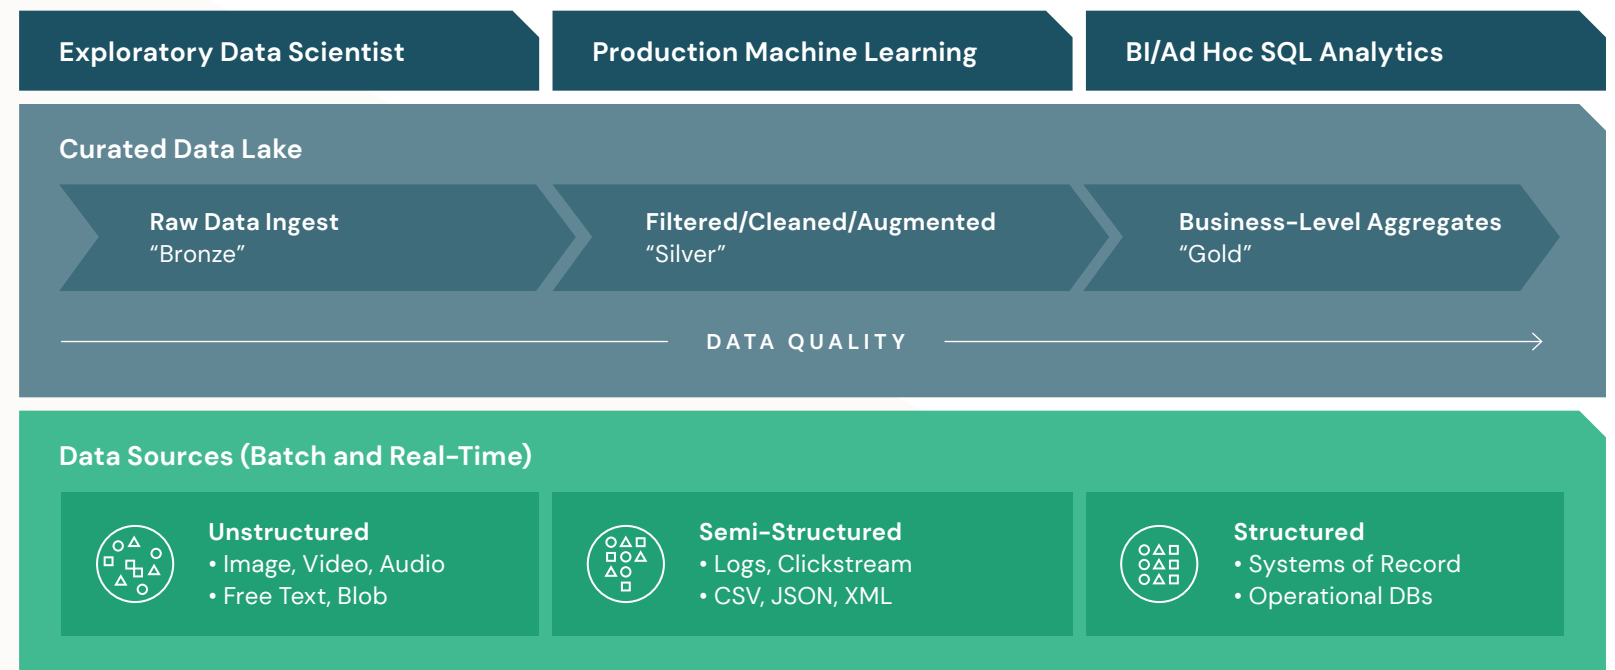 Exploratory Data Scientist
Production Machine Learning
BI/Ad Hoc SQL Analytics
Curated Data Lake
Raw Data Ingest
“Bronze”
Filtered/Cleaned/Augmented
“Silver”
Business-Level Aggregates
“Gold”
DATA QUALITY
Data Sources (Batch and Real-Time)
Unstructured
• Image, Video, Audio
• Free Text, Blob
Semi-Structured
• Logs, Clickstream
• CSV, JSON, XML
Structured
• Systems of Record
• Operational DBs